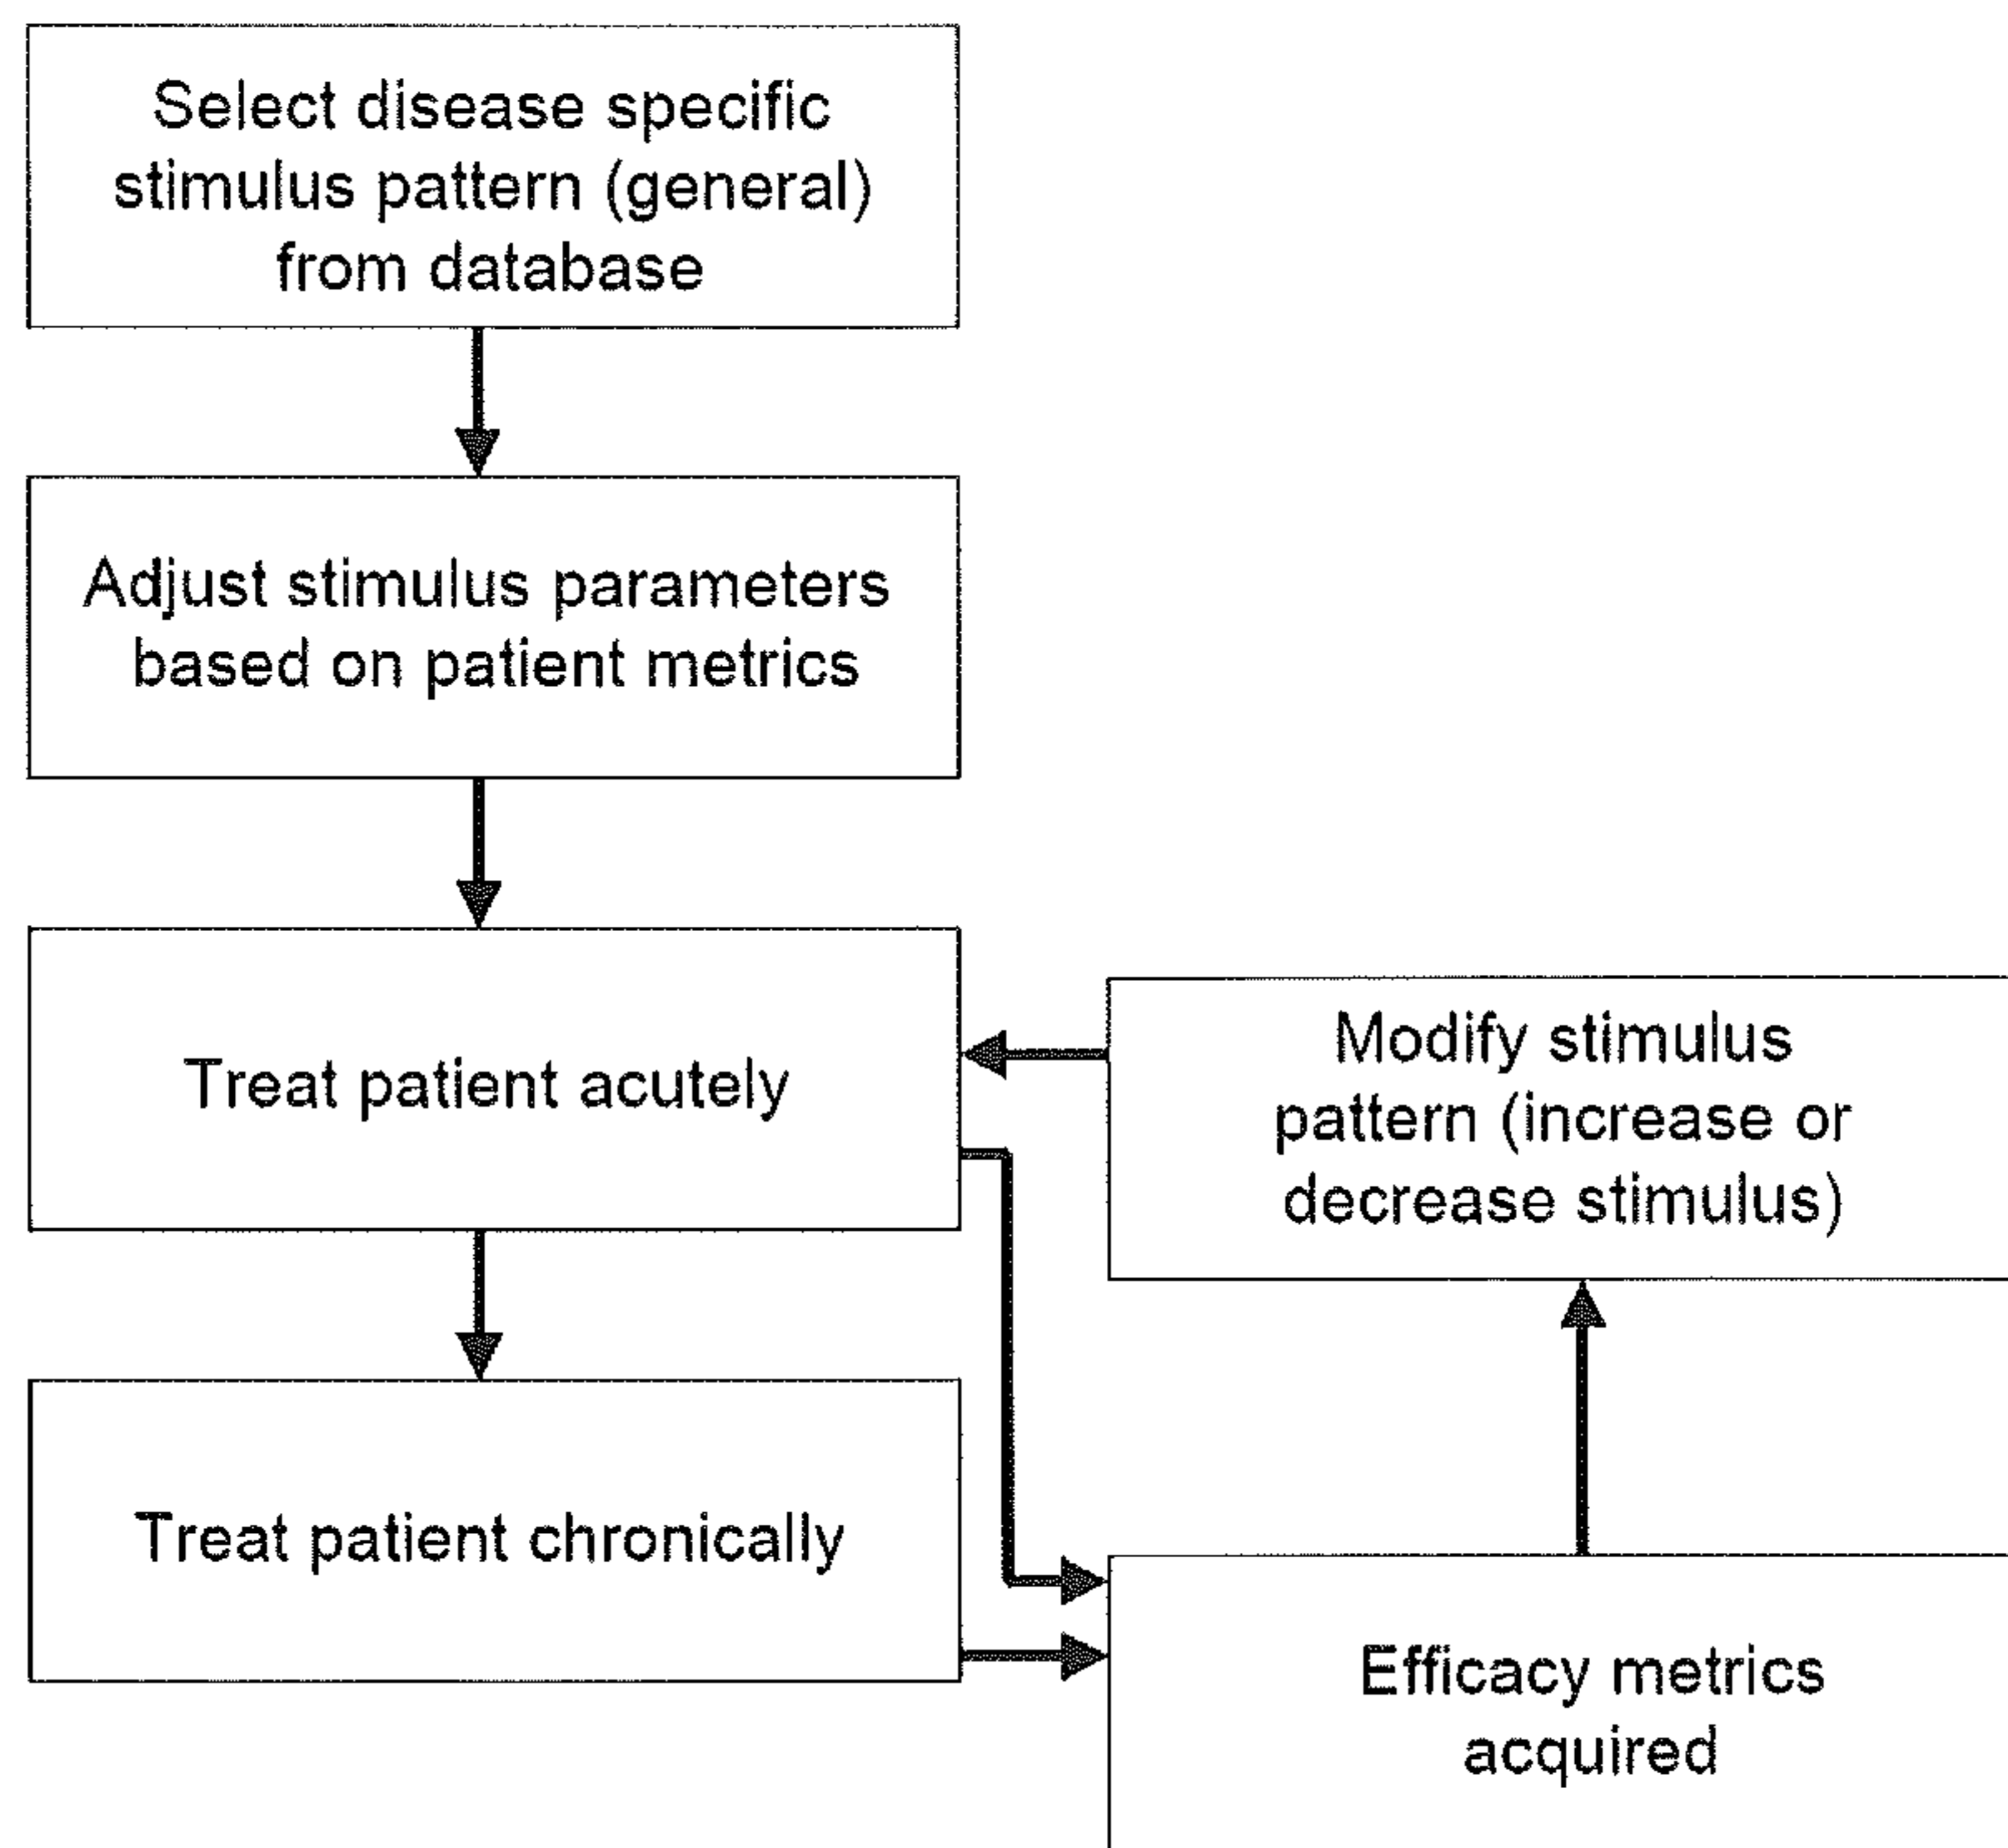 Select disease specific
stimulus pattern (general)
from database
Adjust stimulus parameters
based on patient metrics
Treat patient acutely
Modify stimulus
pattern (increase or
decrease stimulus)
Treat patient chronically
Efficacy metrics
acquired